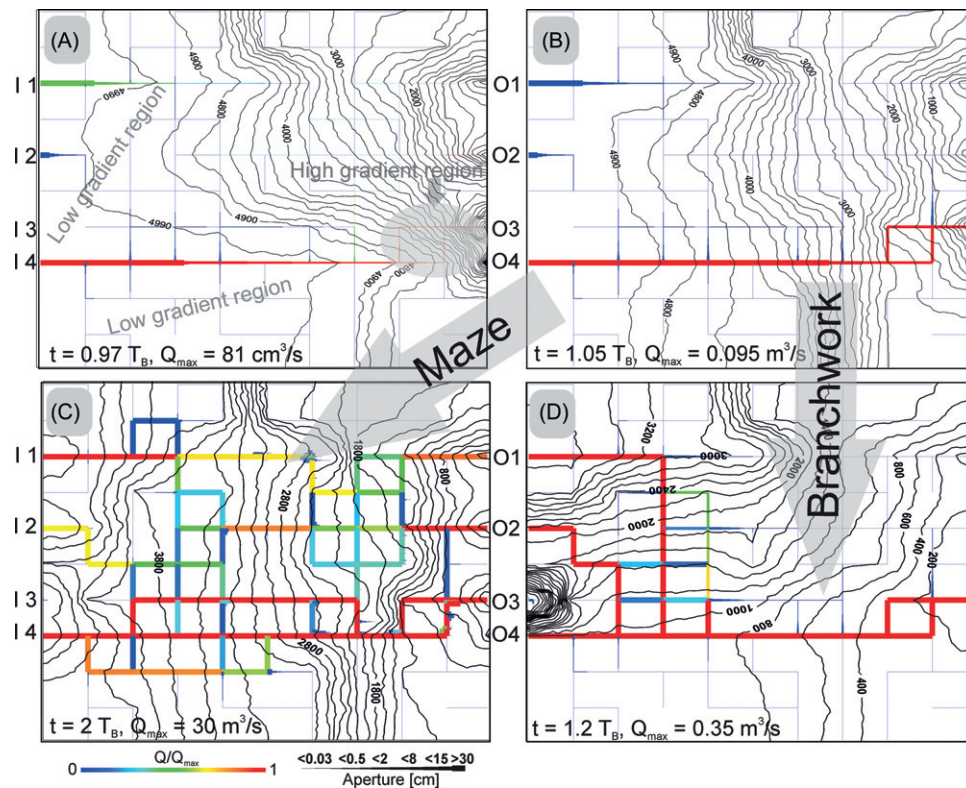 (A)
(B)
I 1
O1
I 2
O2
I 3
O3
I 4
O4
4990
4900
3000
4800
2000
4000
Low gradient region
High gradient region
4990
4900
4900
4800
Low gradient region
t = 0.97 T_B, Q_max = 81 cm³/s
4900
4000
3000
4800
2000
1000
4900
3000
4800
t = 1.05 T_B, Q_max = 0.095 m³/s
Maze
Branchwork
(C)
(D)
I 1
O1
I 2
O2
I 3
O3
I 4
O4
1800
2800
800
3800
2800
1800
t = 2 T_B, Q_max = 30 m³/s
3200
3000
2000
800
2400
2000
600
400
200
1000
800
400
t = 1.2 T_B, Q_max = 0.35 m³/s
Q/Q_max
0 1
<0.03 <0.5 <2 <8 <15 >30
Aperture [cm]